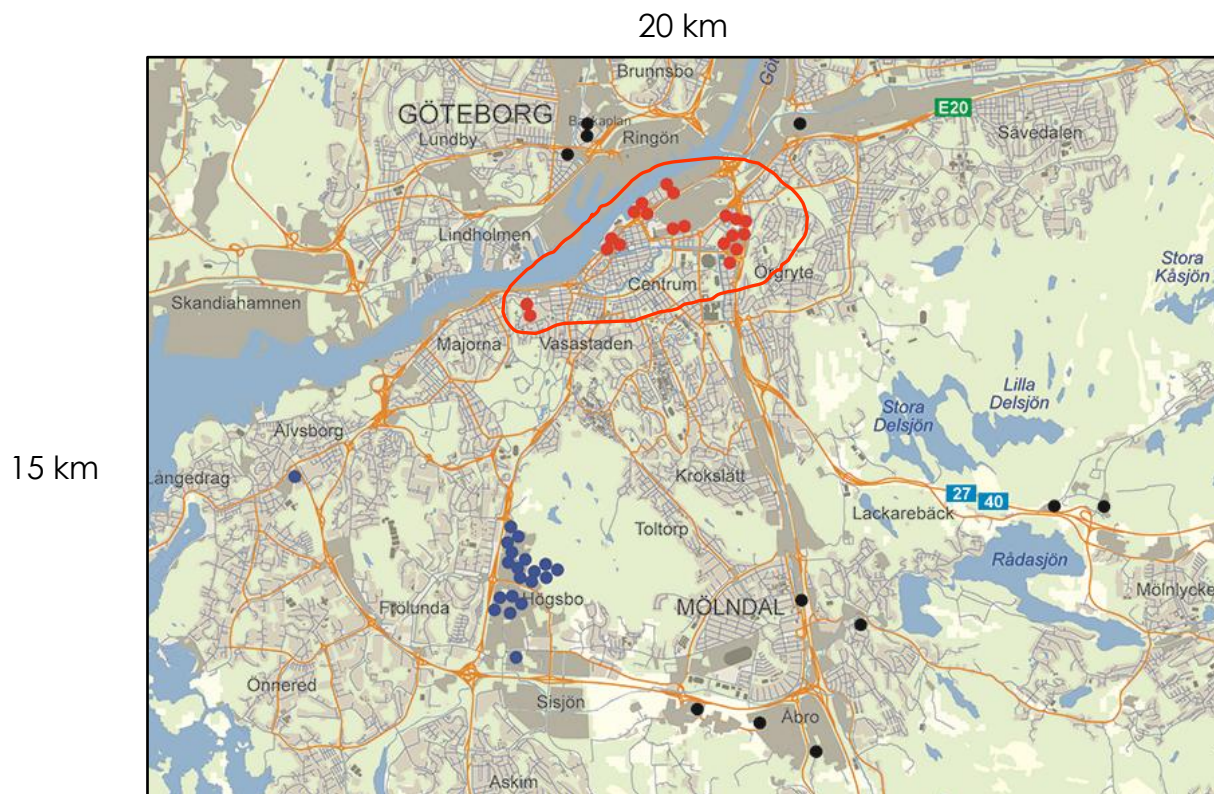 20 km
Brunnsbo
E20
GÖTEBORG
Backaplan
Lundby
Ringön
Sävedalen
Lindholmen
Stora
Kåsjön
Skandiahamnen
Centrum
Örgryte
Majorna
Vasastaden
Lilla
Delsjön
Stora
Delsjön
Älvsborg
15 km
Långedrag
Krokslätt
27
40
Lackarebäck
Toltorp
Rådasjön
Mölnlycke
Frölunda
Högsbo
MÖLNDAL
Önnered
Sisjön
Åbro
Askim